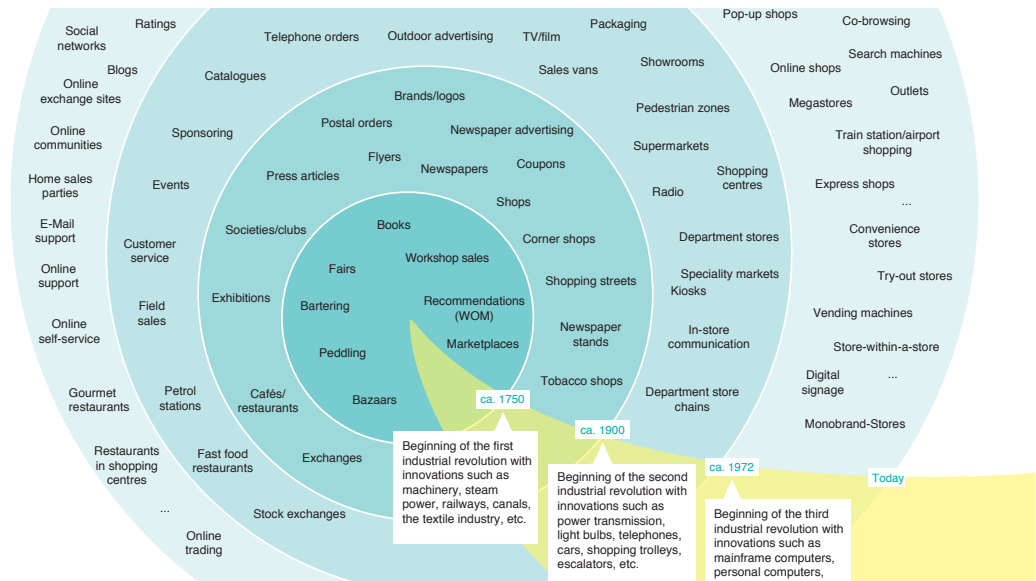 Social
networks
Ratings
Blogs
Online
exchange sites
Online
communities
Home sales
parties
E-Mail
support
Online
support
Online
self-service
Gourmet
restaurants
Restaurants
in shopping
centres
...
Online
trading
Telephone orders
Outdoor advertising
TV/film
Packaging
Catalogues
Sales vans
Showrooms
Sponsoring
Pedestrian zones
Supermarkets
Events
Radio
Shopping
centres
Customer
service
Department stores
Field
sales
Speciality markets
Kiosks
In-store
communication
Petrol
stations
Department store
chains
Fast food
restaurants
Stock exchanges
Brands/logos
Postal orders
Newspaper advertising
Flyers
Newspapers
Coupons
Press articles
Shops
Societies/clubs
Corner shops
Exhibitions
Shopping streets
Newspaper
stands
Tobacco shops
Cafés/
restaurants
Exchanges
Books
Workshop sales
Fairs
Bartering
Recommendations
(WOM)
Marketplaces
Peddling
Bazaars
Pop-up shops
Co-browsing
Search machines
Online shops
Outlets
Megastores
Train station/airport
shopping
Express shops
...
Convenience
stores
Try-out stores
Vending machines
Store-within-a-store
Digital
signage
...
Monobrand-Stores
ca. 1750
Beginning of the first
industrial revolution with
innovations such as
machinery, steam
power, railways, canals,
the textile industry, etc.
ca. 1900
Beginning of the second
industrial revolution with
innovations such as
power transmission,
light bulbs, telephones,
cars, shopping trolleys,
escalators, etc.
ca. 1972
Beginning of the third
industrial revolution with
innovations such as
mainframe computers,
personal computers,
Today